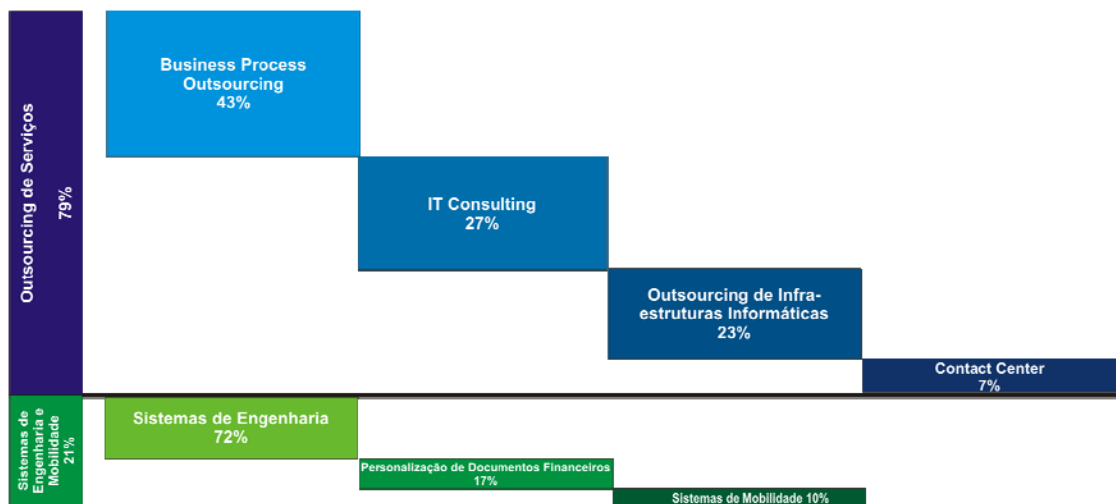 Outsourcing de Serviços
79%
Business Process
Outsourcing
43%
IT Consulting
27%
Outsourcing de Infra-
estruturas Informáticas
23%
Contact Center
7%
Sistemas de
Engenharia e
Mobilidade
21%
Sistemas de Engenharia
72%
Personalização de Documentos Financeiros
17%
Sistemas de Mobilidade 10%